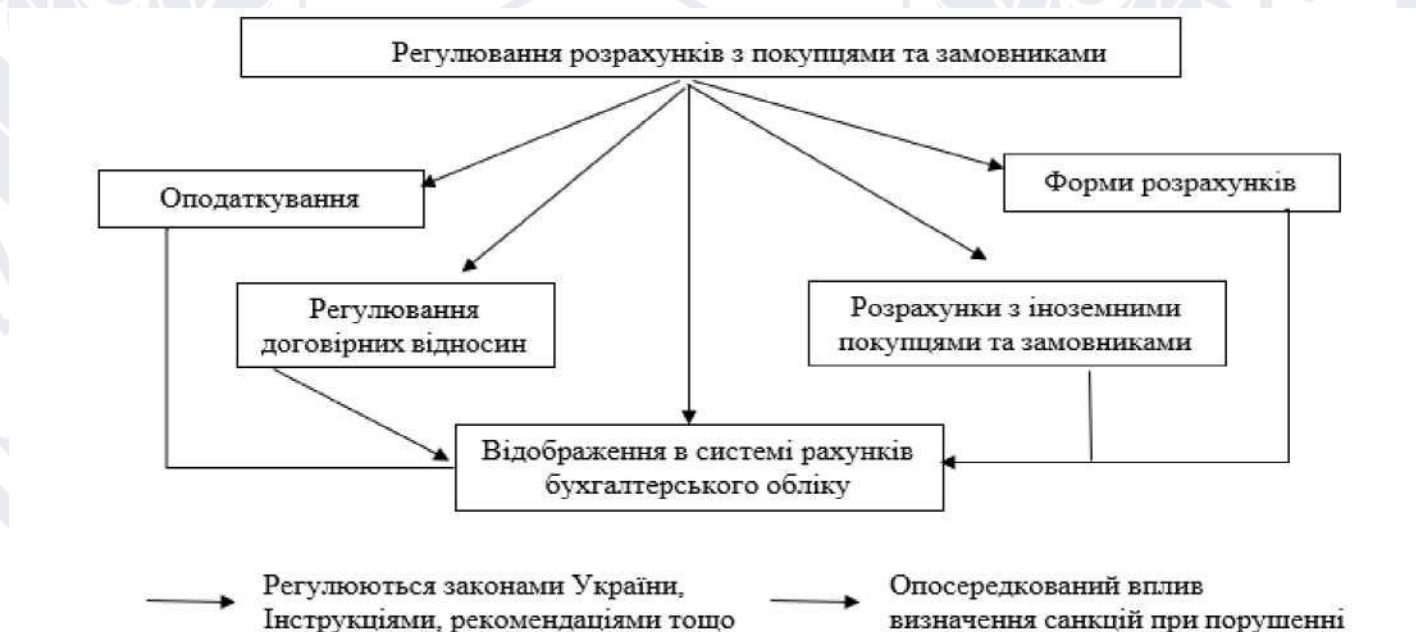 Регулювання розрахунків з покупцями та замовниками
Оподаткування
Форми розрахунків
Регулювання
договірних відносин
Розрахунки з іноземними
покупцями та замовниками
Відображення в системі рахунків
бухгалтерського обліку
Регулюються законами України,
Інструкціями, рекомендаціями тощо
Опосередкований вплив
визначення санкцій при порушенні